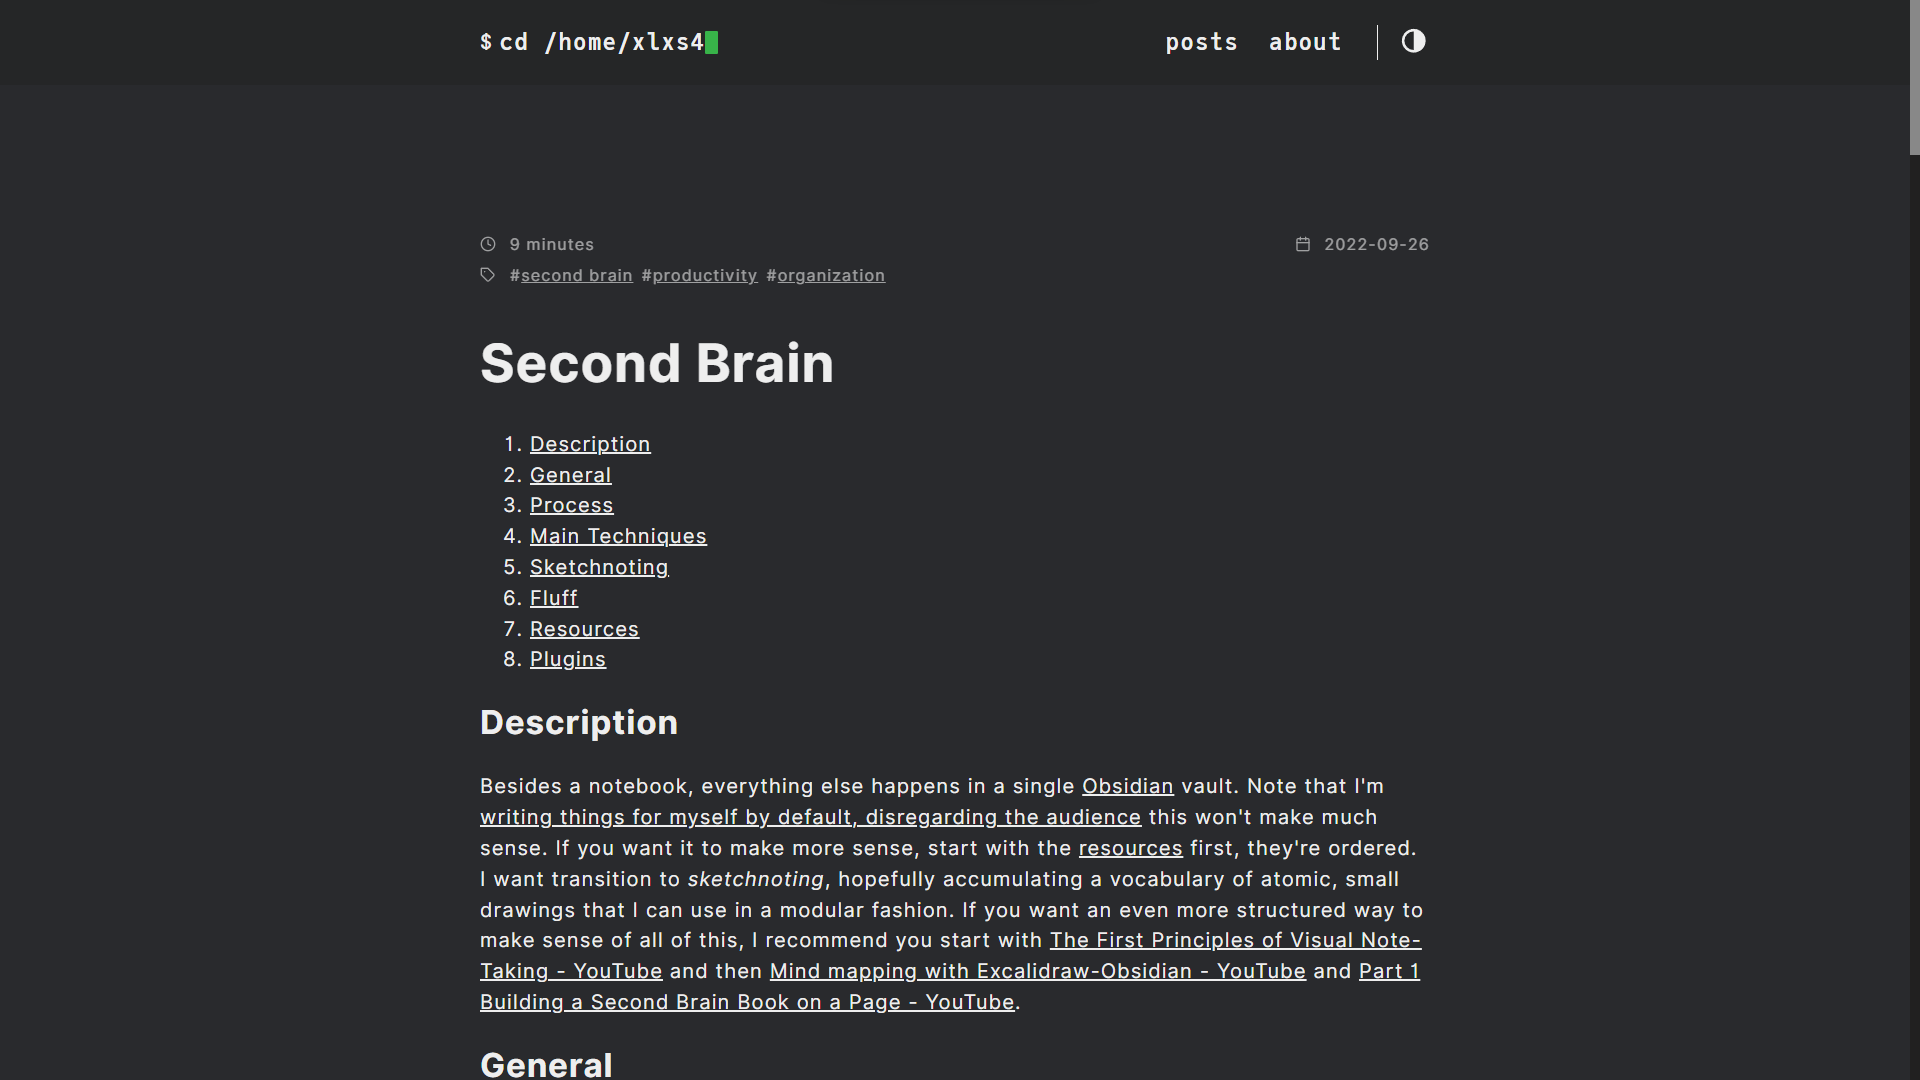 $ cd /home/xlxs4
posts about
9 minutes 2022-09-26
#second brain #productivity #organization
Second Brain
1. Description
2. General
3. Process
4. Main Techniques
5. Sketchnoting
6. Fluff
7. Resources
8. Plugins
Description
Besides a notebook, everything else happens in a single Obsidian vault. Note that I'm
writing things for myself by default, disregarding the audience this won't make much
sense. If you want it to make more sense, start with the resources first, they're ordered.
I want transition to sketchnoting, hopefully accumulating a vocabulary of atomic, small
drawings that I can use in a modular fashion. If you want an even more structured way to
make sense of all of this, I recommend you start with The First Principles of Visual Note-
Taking - YouTube and then Mind mapping with Excalidraw-Obsidian - YouTube and Part 1
Building a Second Brain Book on a Page - YouTube.
General